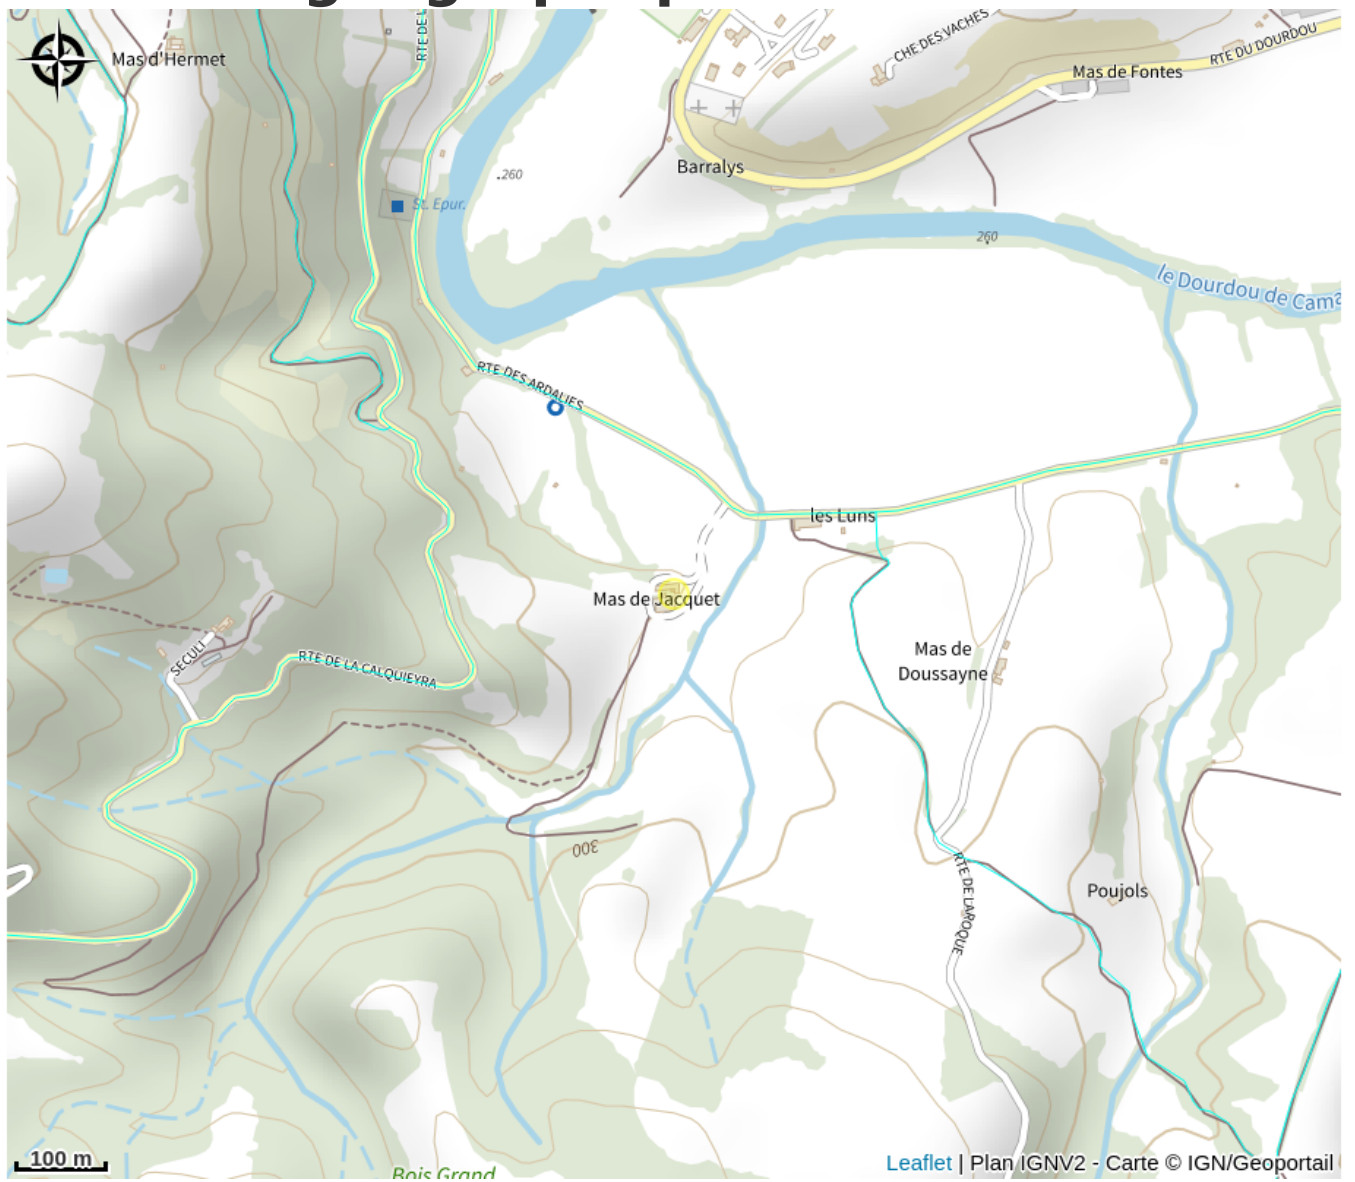 Mas d'Hermet
RTE DE L
CHE DES VACHES
RTE DU DOURDOU
Mas de Fontes
Barralys
260
St. Epur.
260
le Dourdou de Cama
RTE DES ARDALIES
les Luns
Mas de Jacquet
Mas de
Doussayne
SECULI
RTE DE LA CALQUIEYRA
300
RTE DE LAROQUE
Poujols
100 m
Bois Grand
Leaflet | Plan IGNV2 - Carte © IGN/Geoportail